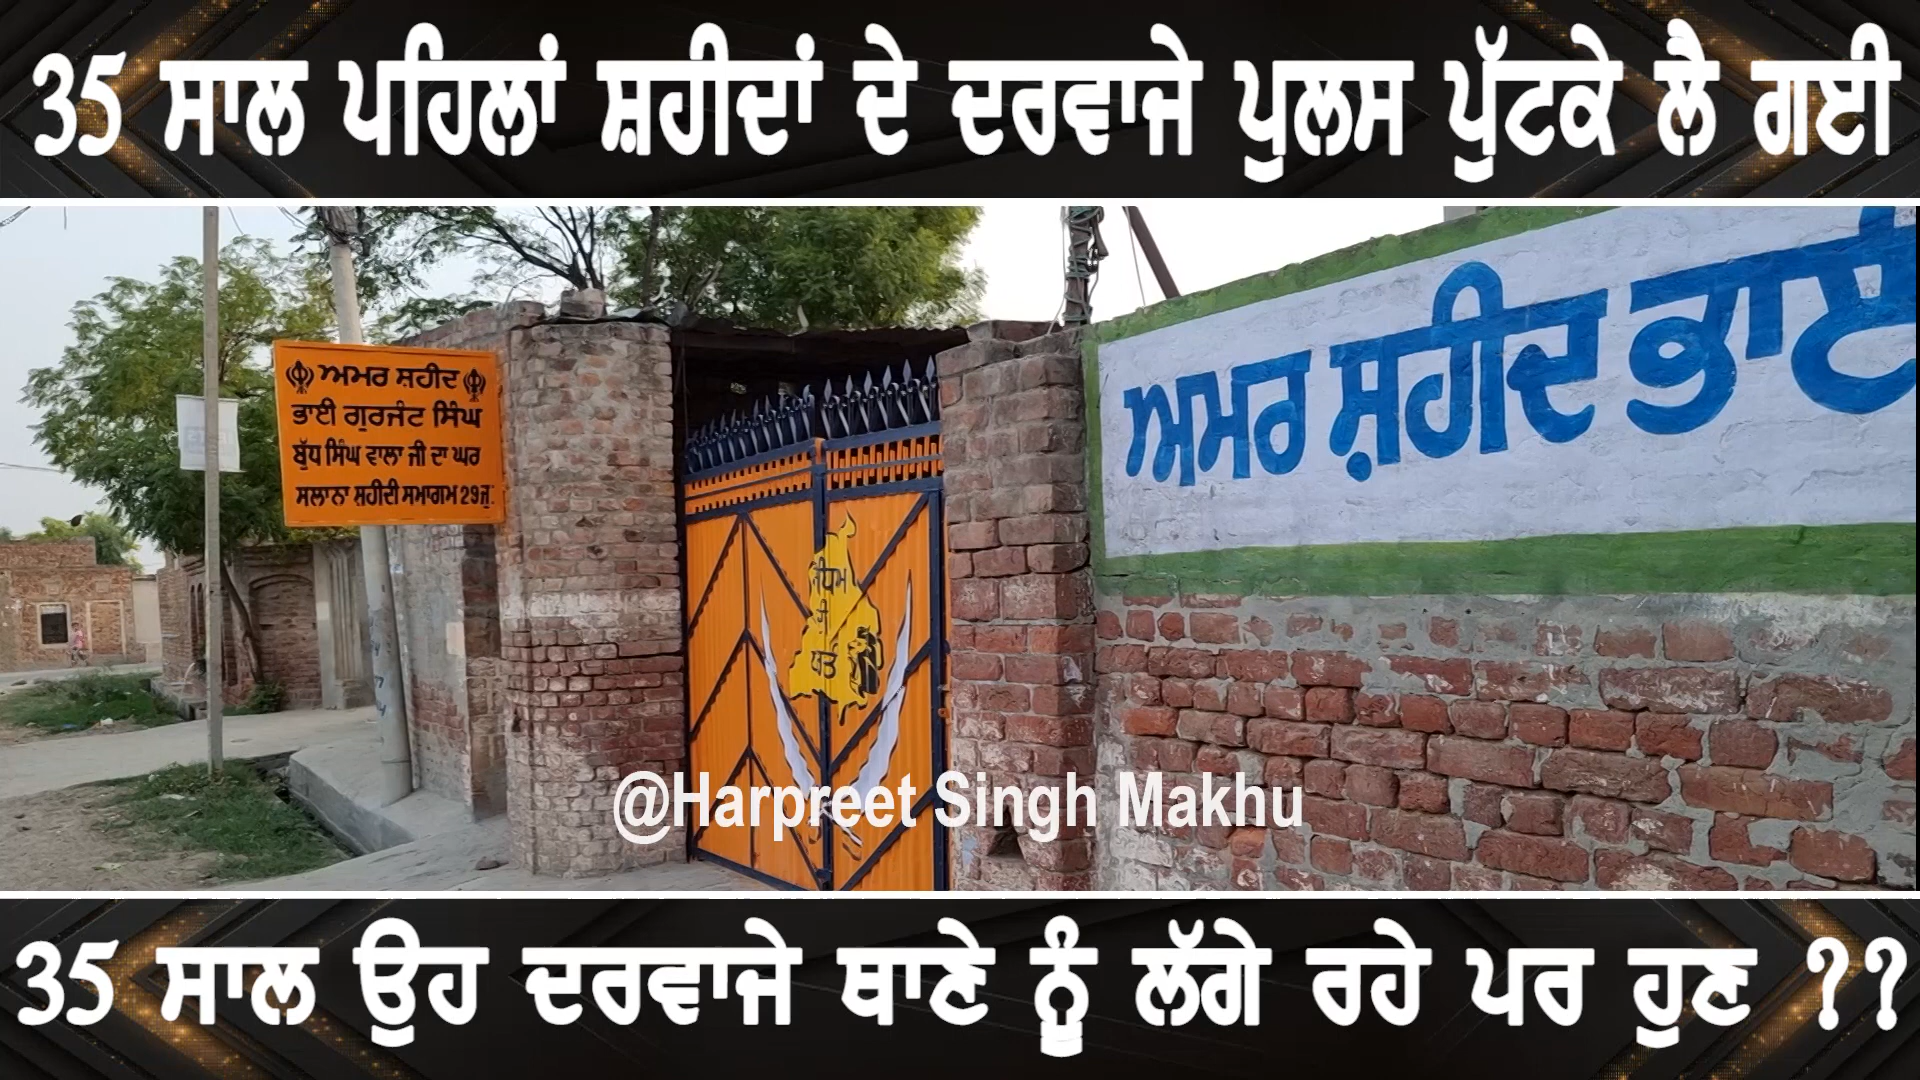 35 ਸਾਲ ਪਹਿਲਾਂ ਸ਼ਹੀਦਾਂ ਦੇ ਦਰਵਾਜੇ ਪੁਲਸ ਪੁੱਟਕੇ ਲੈ ਗਈ
ਅਮਰ ਸ਼ਹੀਦ
ਭਾਈ ਗੁਰਜੰਟ ਸਿੰਘ
ਬੁੱਧ ਸਿੰਘ ਵਾਲਾ ਜੀ ਦਾ ਘਰ
ਸਲਾਨਾ ਸ਼ਹੀਦੀ ਸਮਾਗਮ 29
ਅਮਰ ਸ਼ਹੀਦ ਭਾਈ
@Harpreet Singh Makhu
35 ਸਾਲ ਉਹ ਦਰਵਾਜੇ ਥਾਣੇ ਨੂੰ ਲੱਗੇ ਰਹੇ ਪਰ ਹੁਣ ??